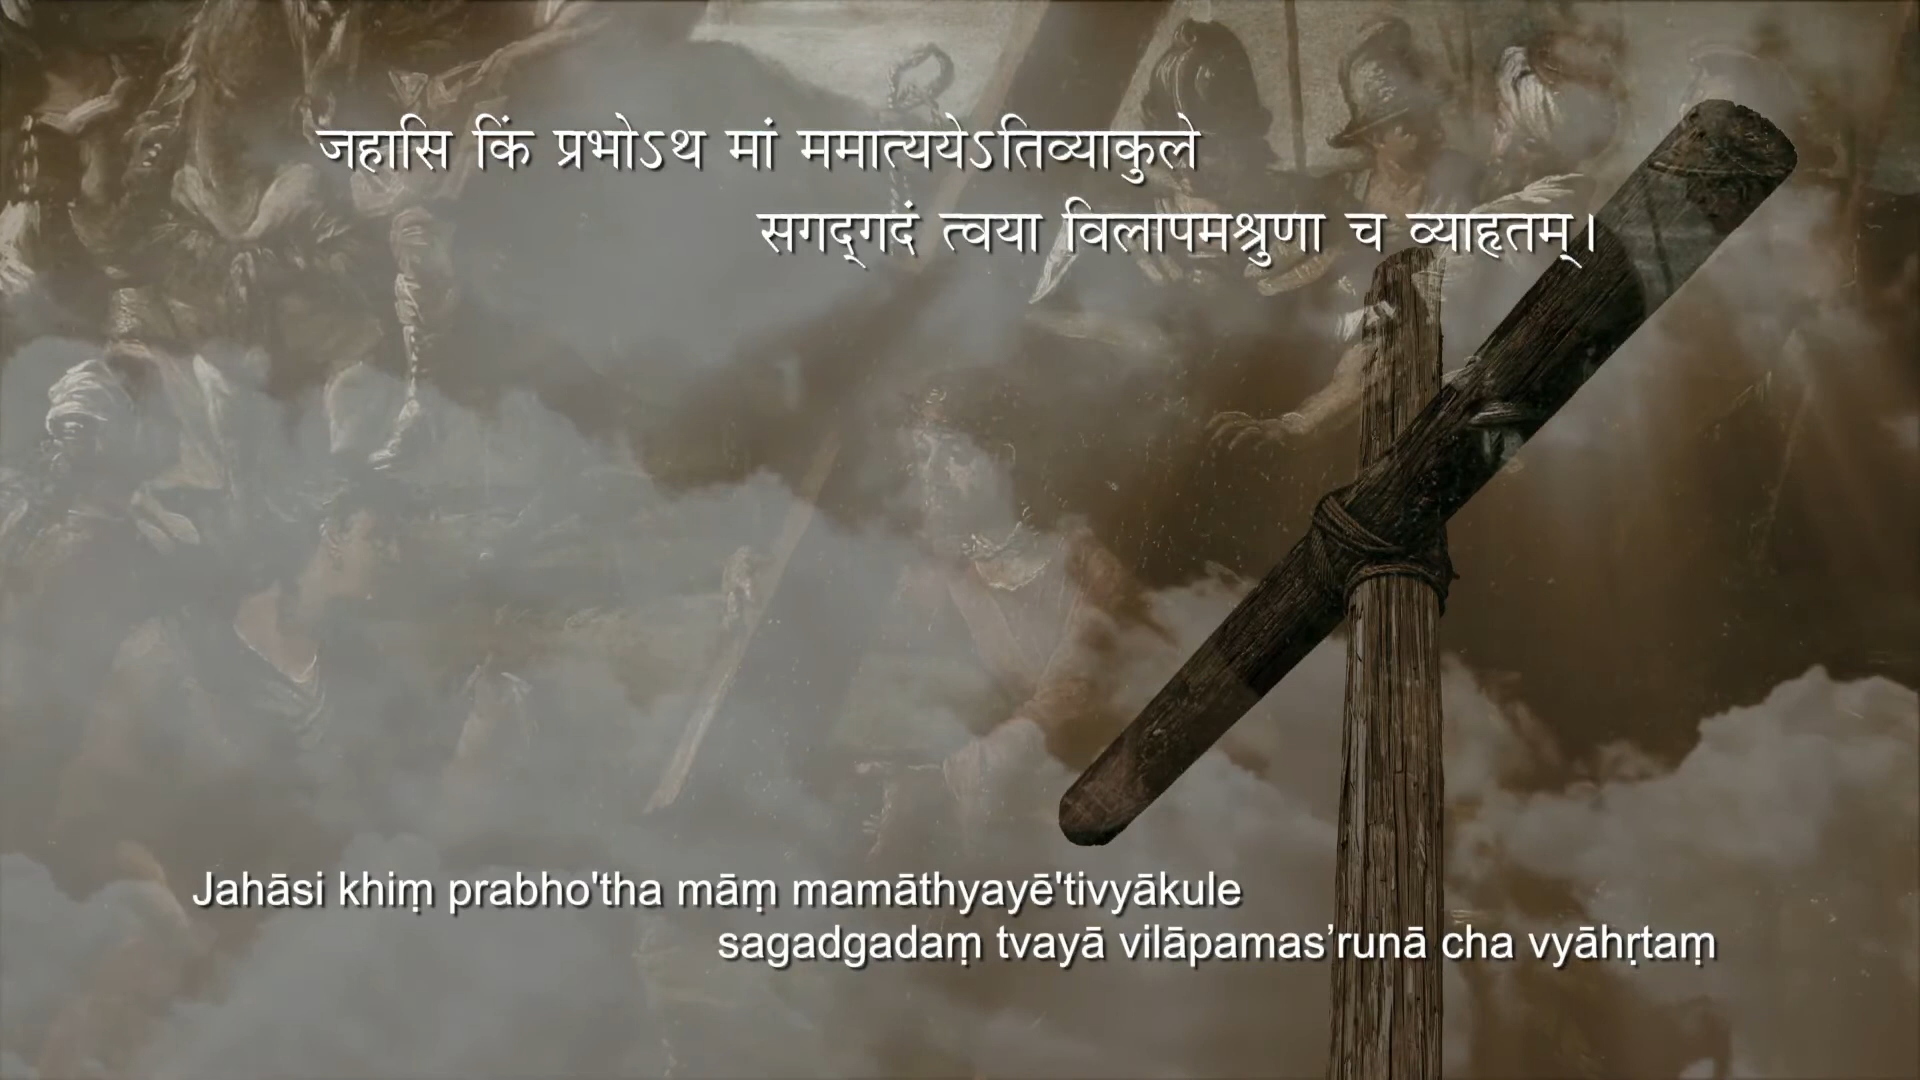 जहासि किं प्रभोऽथ मां ममात्ययेऽतिव्याकुले
सगद्‌गदं त्वया विलापमश्रुणा च व्याहृतम्।
Jahāsi khiṃ prabho'tha māṃ mamāthyayē'tivyākule
sagadgadaṃ tvayā vilāpamas’runā cha vyāhṛtaṃ